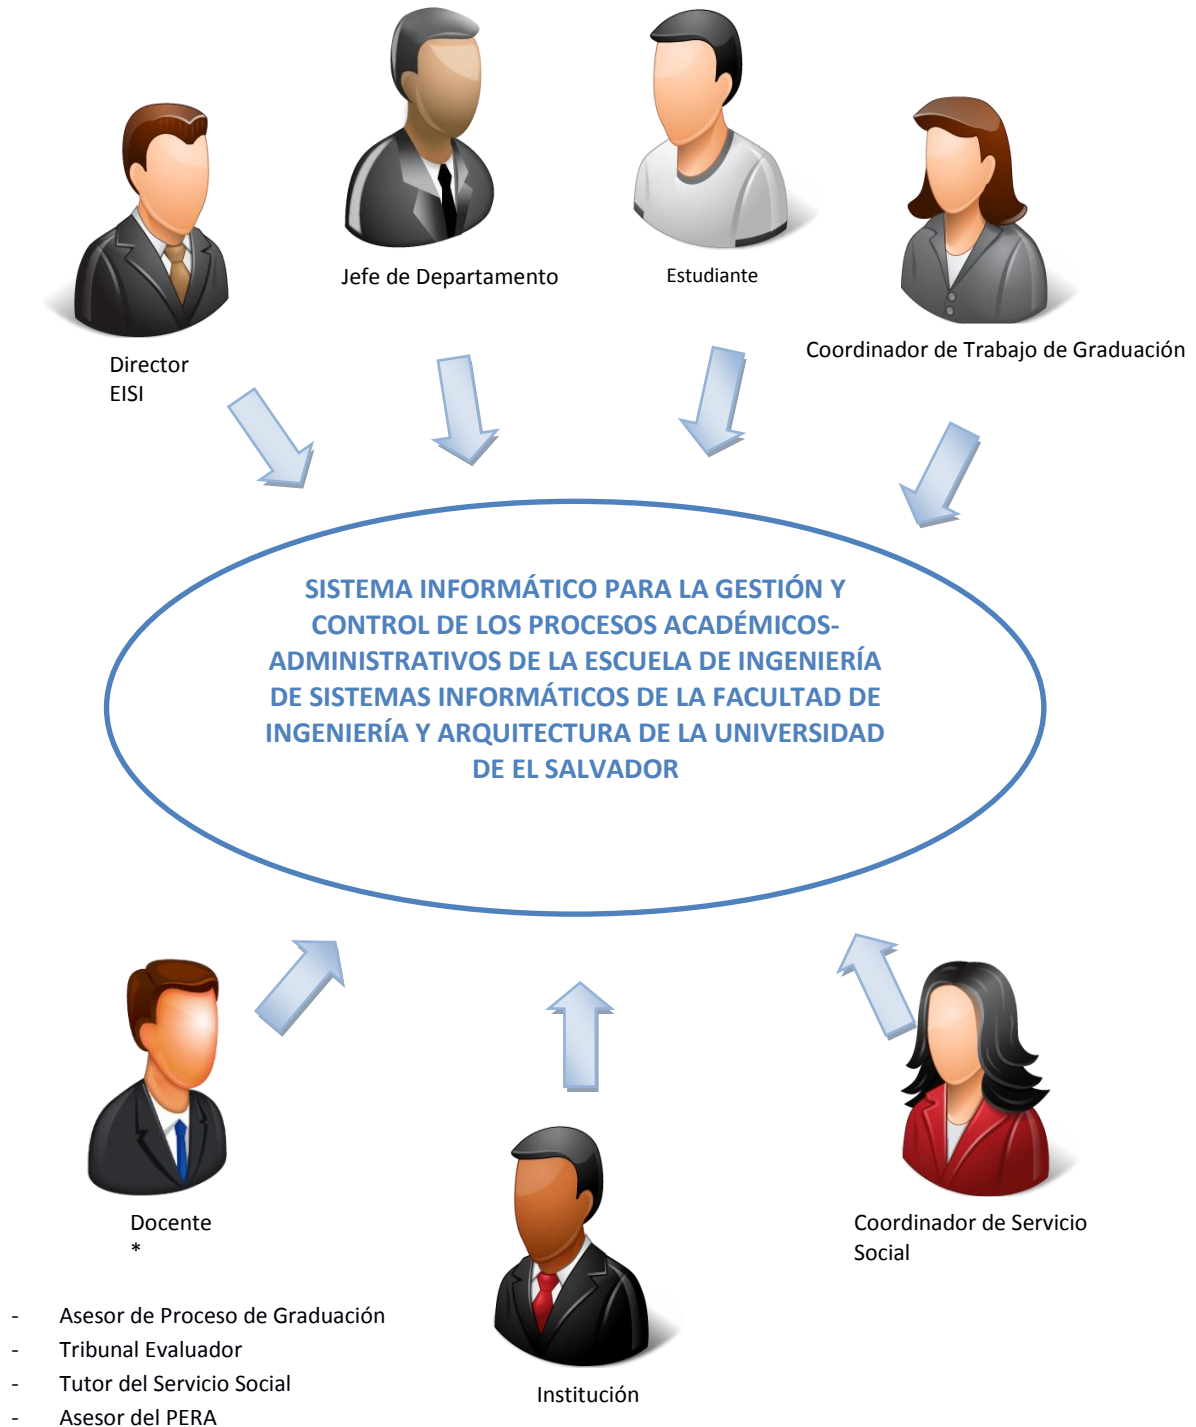 Jefe de Departamento
Estudiante
Director
EISI
Coordinador de Trabajo de Graduación
SISTEMA INFORMÁTICO PARA LA GESTIÓN Y
CONTROL DE LOS PROCESOS ACADÉMICOS-
ADMINISTRATIVOS DE LA ESCUELA DE INGENIERÍA
DE SISTEMAS INFORMÁTICOS DE LA FACULTAD DE
INGENIERÍA Y ARQUITECTURA DE LA UNIVERSIDAD
DE EL SALVADOR
Docente
*
Coordinador de Servicio
Social
- Asesor de Proceso de Graduación
- Tribunal Evaluador
- Tutor del Servicio Social
- Asesor del PERA
Institución